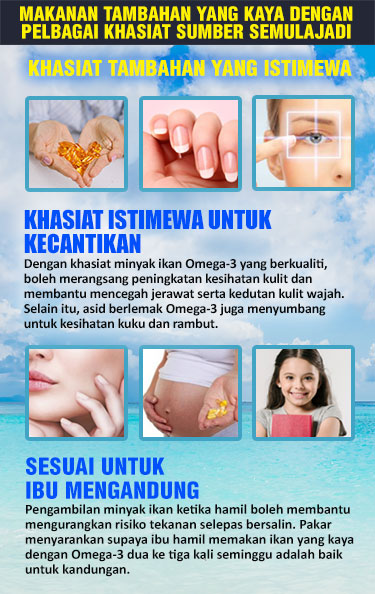 MAKANAN TAMBAHAN YANG KAYA DENGAN
PELBAGAI KHASIAT SUMBER SEMULAJADI
KHASIAT TAMBAHAN YANG ISTIMEWA
KHASIAT ISTIMEWA UNTUK
KECANTIKAN
Dengan khasiat minyak ikan Omega-3 yang berkualiti,
boleh merangsang peningkatan kesihatan kulit dan
membantu mencegah jerawat serta kedutan kulit wajah.
Selain itu, asid berlemak Omega-3 juga menyumbang
untuk kesihatan kuku dan rambut.
SESUAI UNTUK
IBU MENGANDUNG
Pengambilan minyak ikan ketika hamil boleh membantu
mengurangkan risiko tekanan selepas bersalin. Pakar
menyarankan supaya ibu hamil memakan ikan yang kaya
dengan Omega-3 dua ke tiga kali seminggu adalah baik
untuk kandungan.